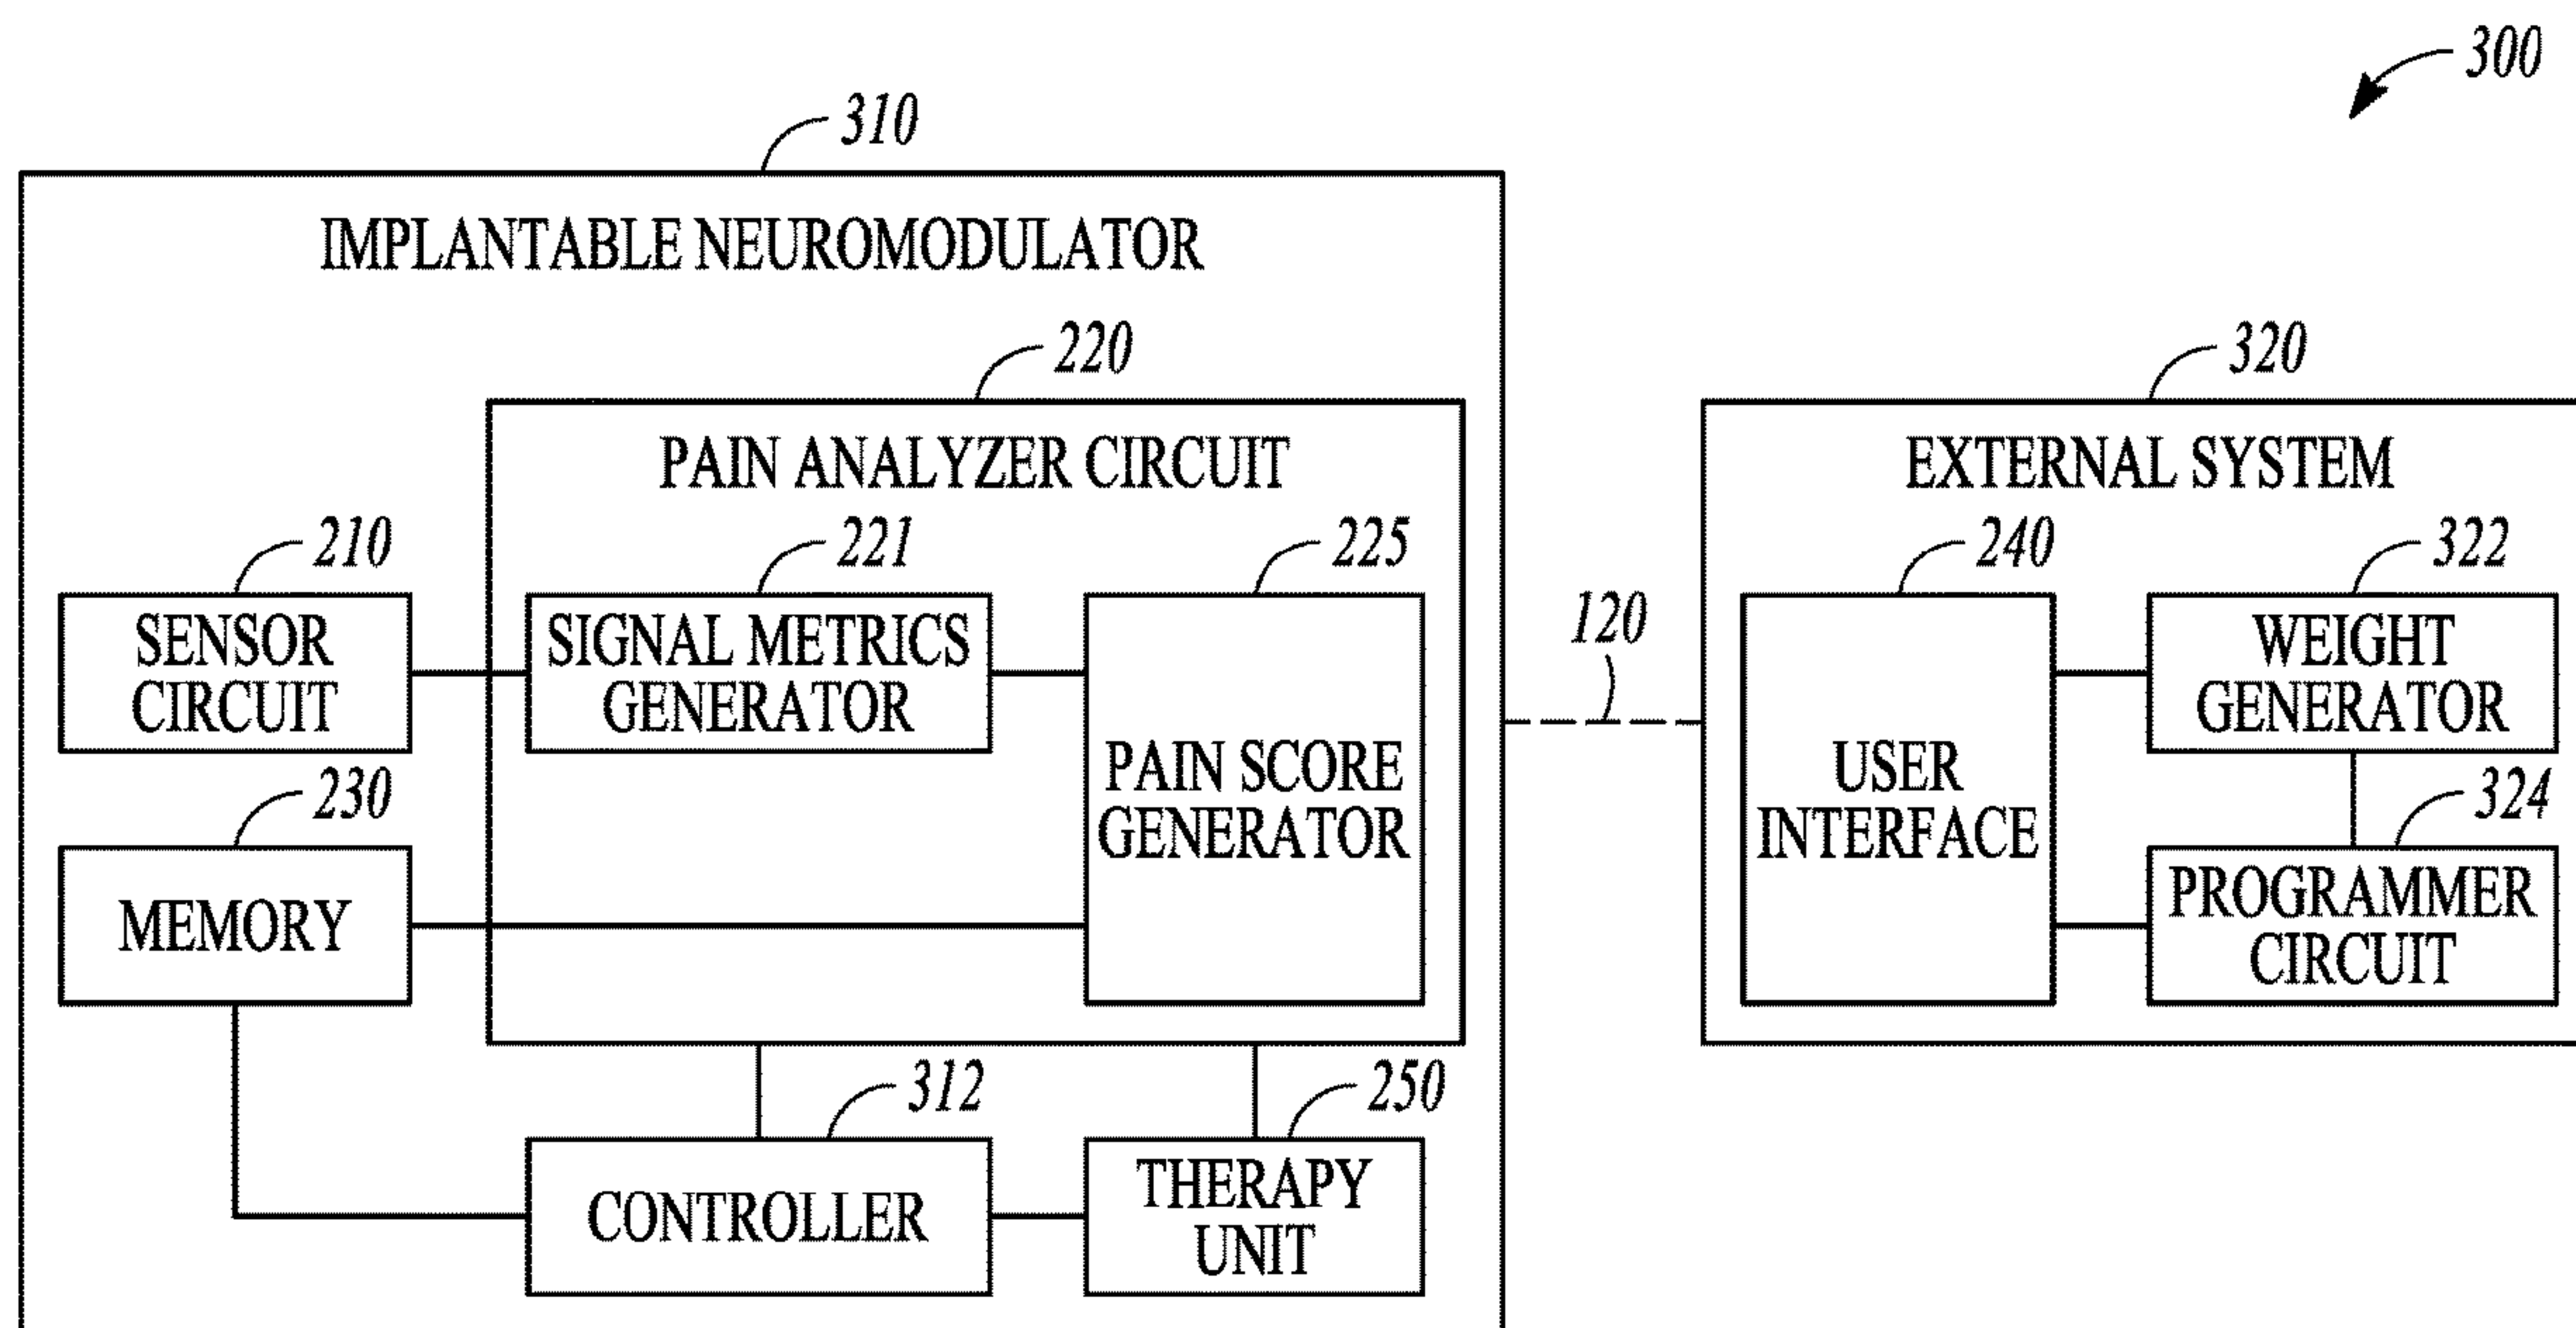 300
310
IMPLANTABLE NEUROMODULATOR
220
320
PAIN ANALYZER CIRCUIT
EXTERNAL SYSTEM
210
221
225
240
322
SENSOR
CIRCUIT
SIGNAL METRICS
GENERATOR
PAIN SCORE
GENERATOR
120
USER
INTERFACE
WEIGHT
GENERATOR
230
324
MEMORY
PROGRAMMER
CIRCUIT
312
250
CONTROLLER
THERAPY
UNIT